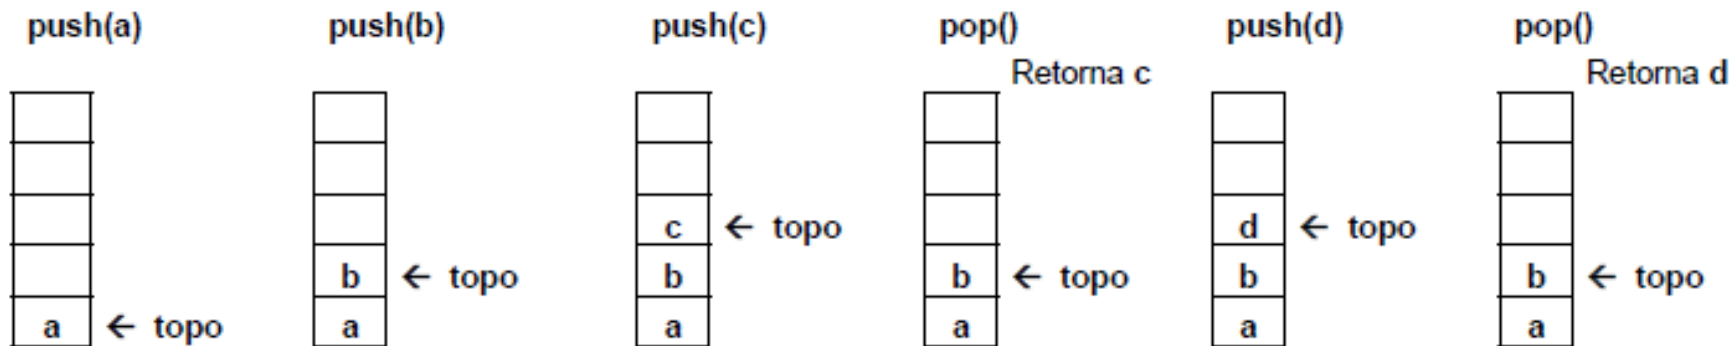 push(a) push(b) push(c) pop() push(d) pop()
Retorna c Retorna d
c ← topo d ← topo
b ← topo b b ← topo b b ← topo
a ← topo a a a a a